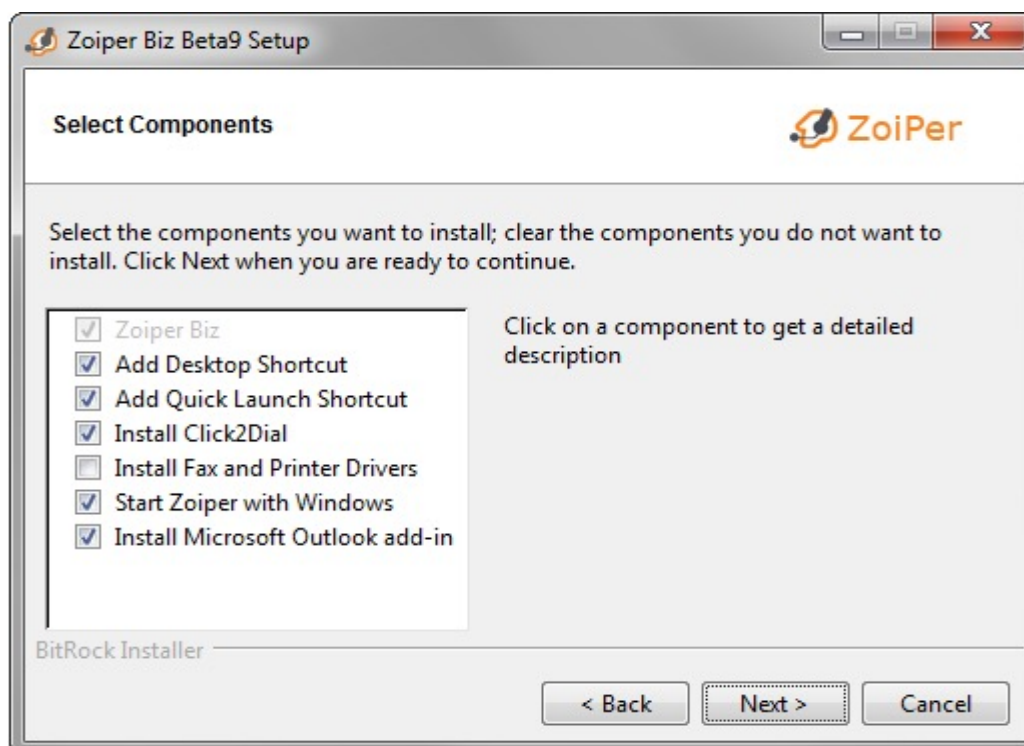 Zoiper Biz Beta9 Setup
Select Components
ZoiPer
Select the components you want to install; clear the components you do not want to
install. Click Next when you are ready to continue.
Zoiper Biz
Add Desktop Shortcut
Add Quick Launch Shortcut
Install Click2Dial
Install Fax and Printer Drivers
Start Zoiper with Windows
Install Microsoft Outlook add-in
Click on a component to get a detailed
description
BitRock Installer
< Back
Next >
Cancel